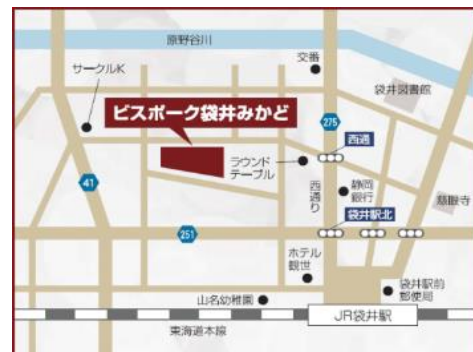 原野谷川
交番
サークルK
袋井図書館
ビスポーク袋井みかど
275
西通
ラウンド
テーブル
西通り
静岡
銀行
慈眼寺
41
袋井駅北
251
ホテル
観世
山名幼稚園
袋井駅前
郵便局
JR袋井駅
東海道本線